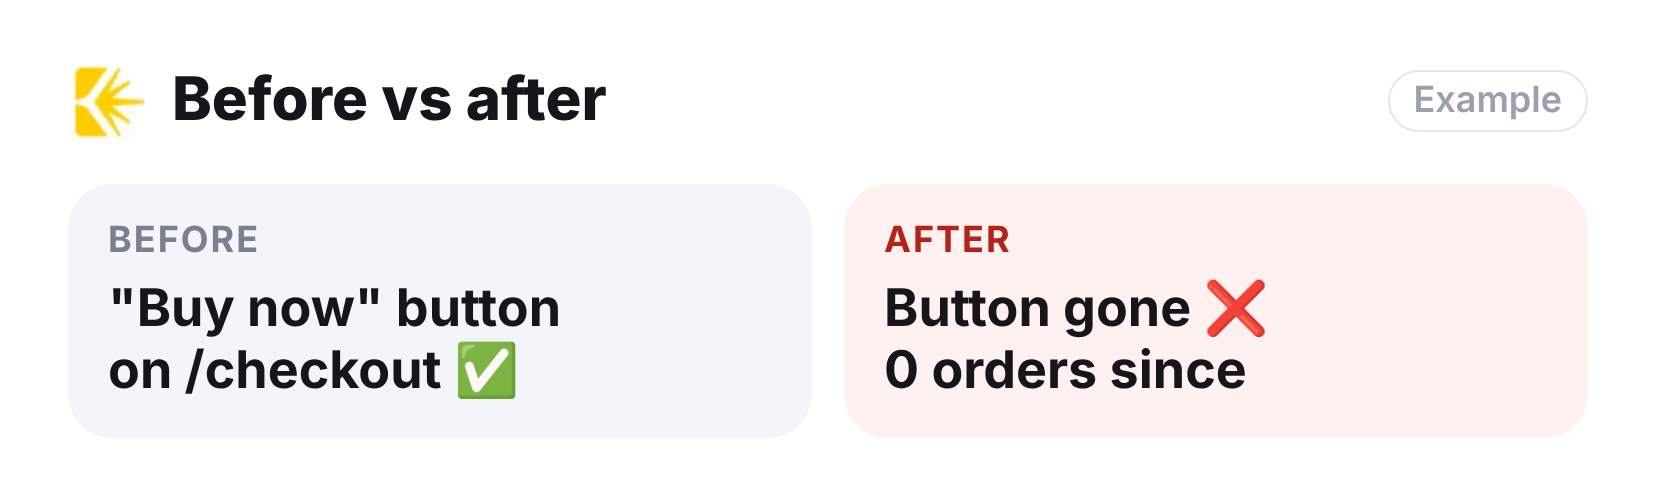 Before vs after
Example
BEFORE
"Buy now" button
on /checkout ✅
AFTER
Button gone ❌
0 orders since